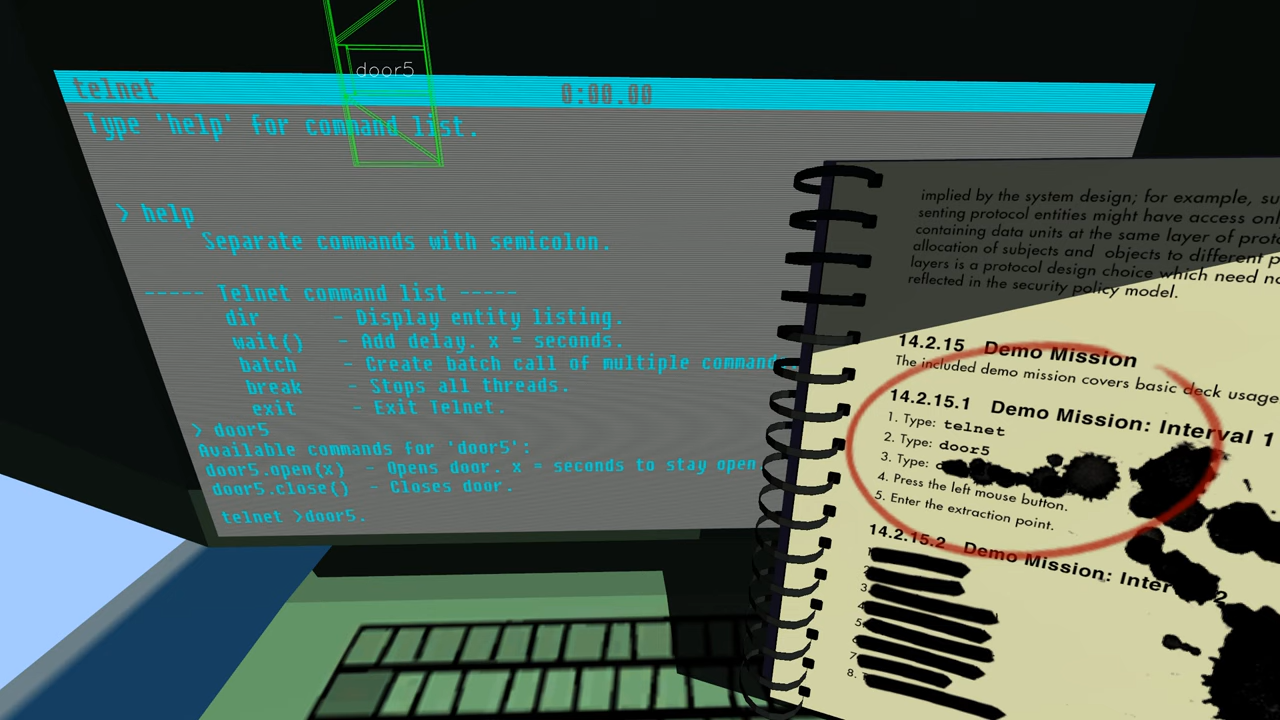 door5
telnet 0:00.00
Type 'help' for command list.
> help
Separate commands with semicolon.
----- Telnet command list -----
dir - Display entity listing.
wait() - Add delay. x = seconds.
batch - Create batch call of multiple
break - Stops all threads.
exit - Exit Telnet.
> door5
Available commands for 'door5':
door5.open(x) - Opens door. x = seconds to stay open
door5.close() - Closes door.
telnet >door5.
implied by the system design; for example,
senting protocol entities might have access
containing data units at the same layer of
allocation of subjects and objects to different
layers is a protocol design choice which need
reflected in the security policy model.
14.2.15 Demo Mission
The included demo mission covers basic deck usage
14.2.15.1 Demo Mission: Interval 1
1. Type: telnet
2. Type: door5
3. Type:
4. Press the left mouse button.
5. Enter the extraction point.
14.2.15.2 Demo Mission:
3.
5.
7.
8.